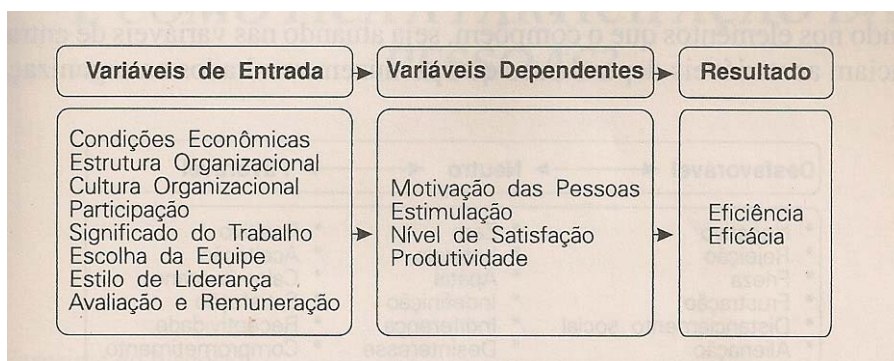 Variáveis de Entrada
Variáveis Dependentes
Resultado
Condições Econômicas
Estrutura Organizacional
Cultura Organizacional
Participação
Significado do Trabalho
Escolha da Equipe
Estilo de Liderança
Avaliação e Remuneração
Motivação das Pessoas
Estimulação
Nível de Satisfação
Produtividade
Eficiência
Eficácia